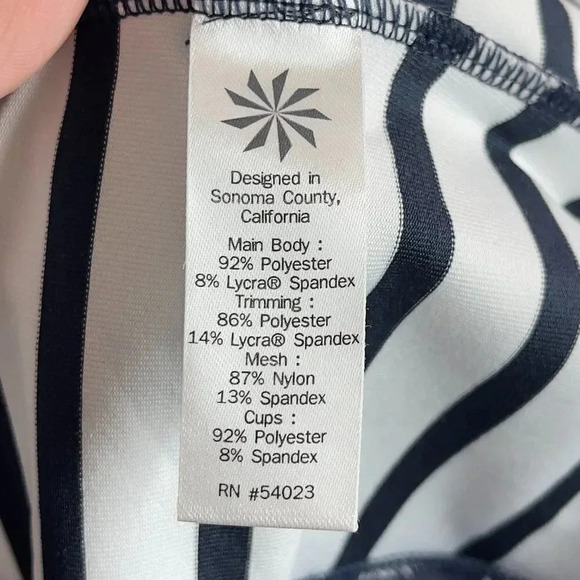 Designed in
Sonoma County,
California
Main Body :
92% Polyester
8% Lycra® Spandex
Trimming :
86% Polyester
14% Lycra® Spandex
Mesh :
87% Nylon
13% Spandex
Cups :
92% Polyester
8% Spandex
RN #54023